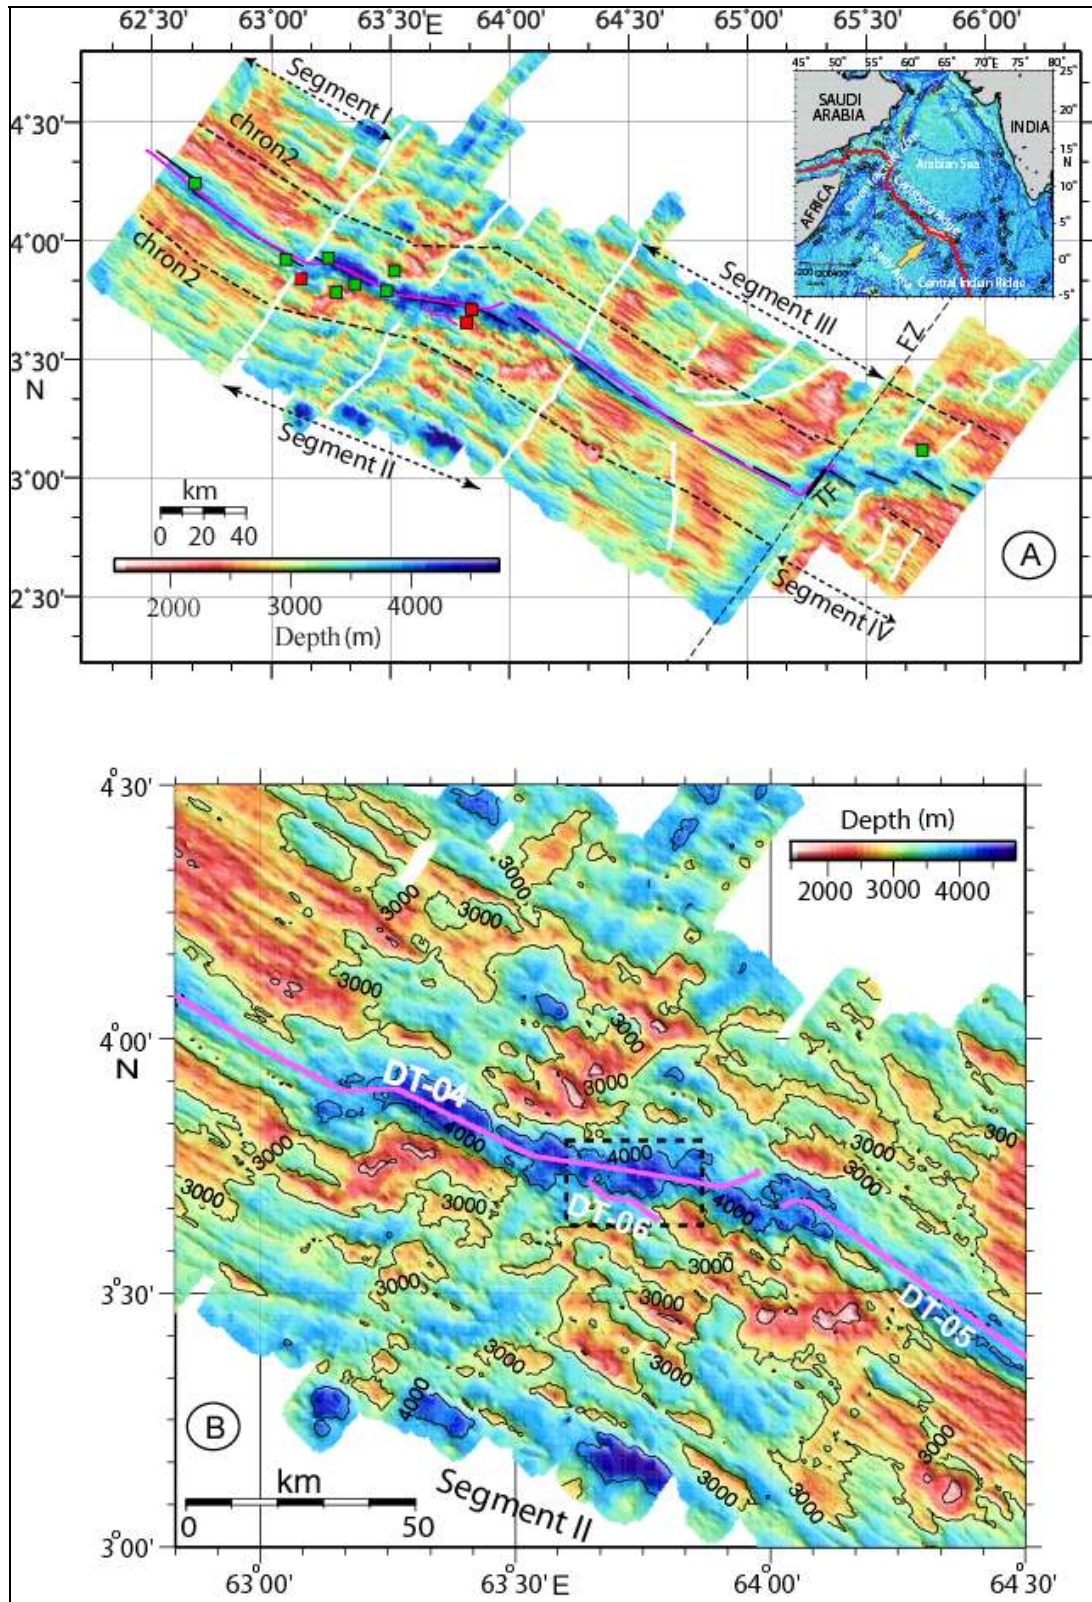 62°30' 63°00' 63°30'E 64°00' 64°30' 65°00' 65°30' 66°00'
45° 50° 55° 60° 65° 70°E 75° 80°
25°
20°
15°
N
10°
5°
0°
-5°
SAUDI
ARABIA
INDIA
Arabian Sea
AFRICA
Central Indian Ridge
4°30'
4°00'
3°30'
N
3°00'
2°30'
Segment I
chron2
chron2
Segment II
Segment III
FZ
TF
Segment IV
km
0 20 40
2000 3000 4000
Depth (m)
A
4°30'
4°00'
N
3°30'
3°00'
Depth (m)
2000 3000 4000
3000
3000
3000
3000
3000
3000
DT-04
4000
4000
3000
3000
300
3000
3000
3000
4000
DT-06
3000
3000
3000
DT-05
3000
3000
4000
3000
3000
3000
B
km
0 50
Segment II
63°00' 63°30'E 64°00' 64°30'